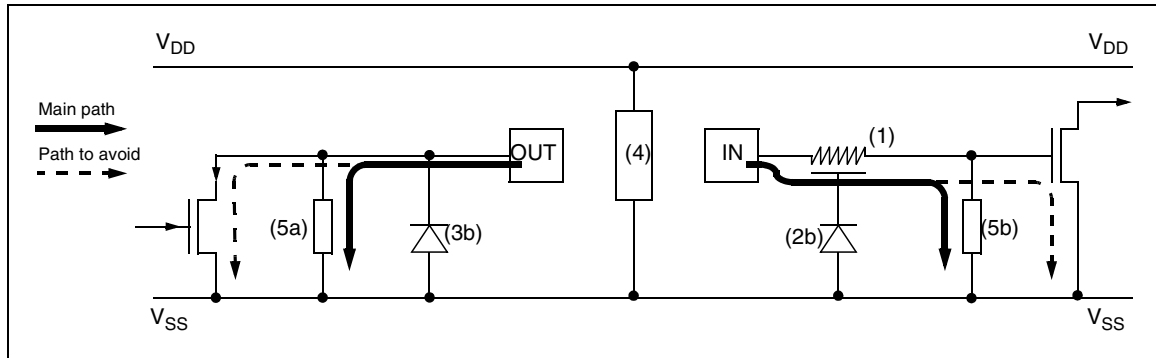 VDD
VDD
Main path
Path to avoid
OUT
(4)
IN
(1)
(5a)
(3b)
(2b)
(5b)
VSS
VSS